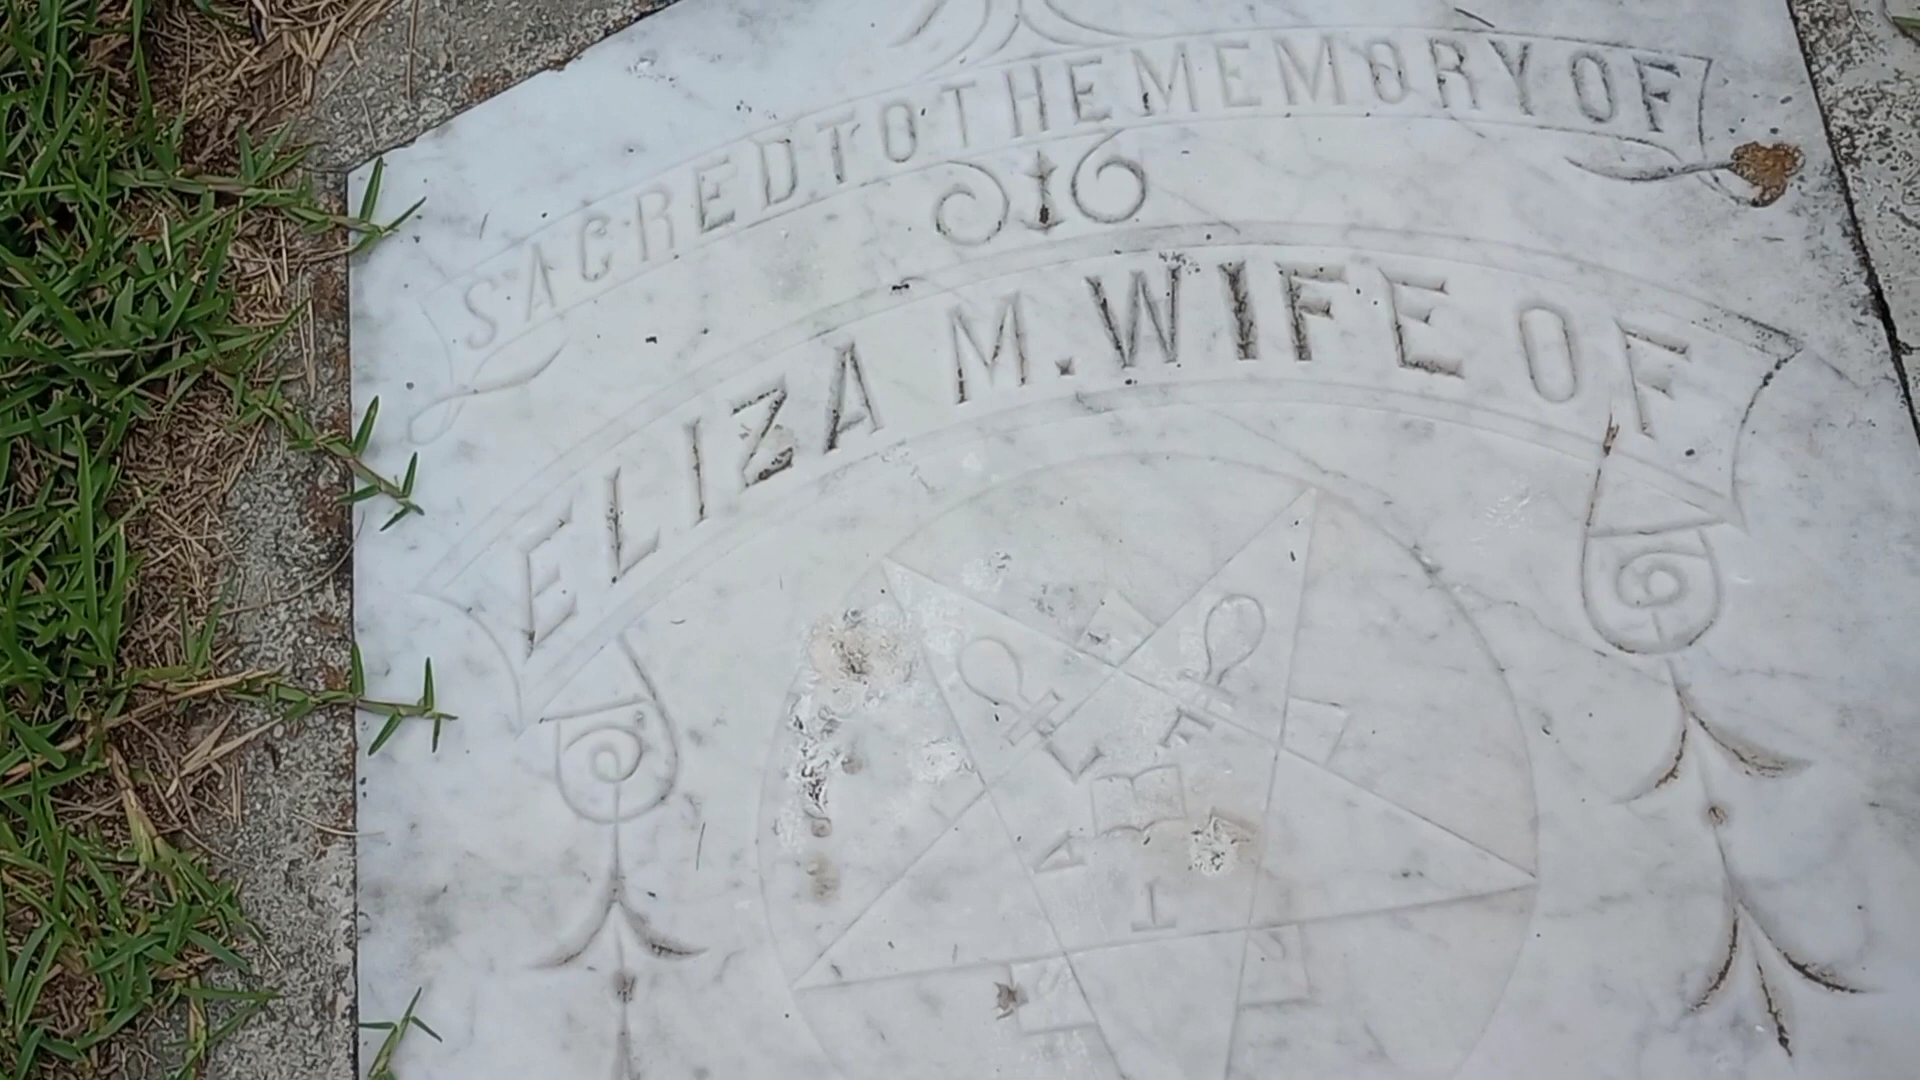 SACRED TO THE MEMORY OF
ELIZA M. WIFE OF
F
A
T
A
L